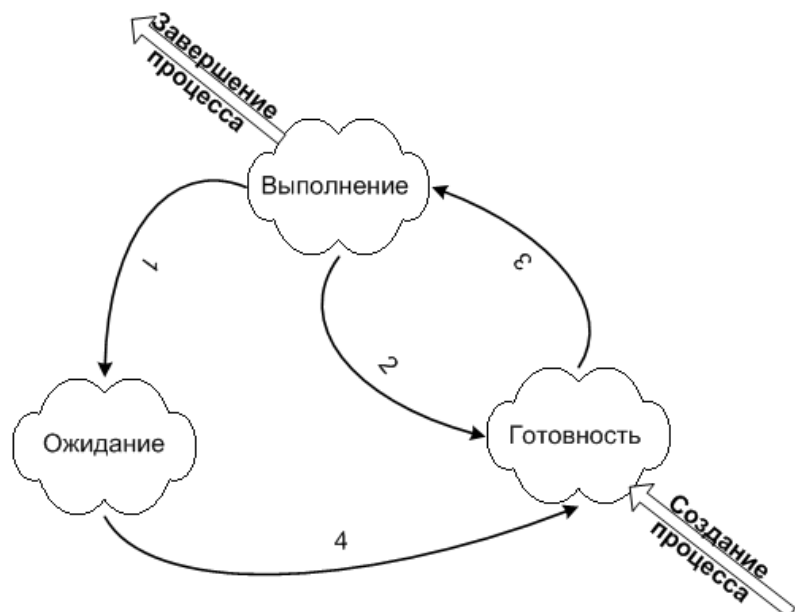 Завершение
процесса
Выполнение
1
3
2
Ожидание
Готовность
4
Создание
процесса